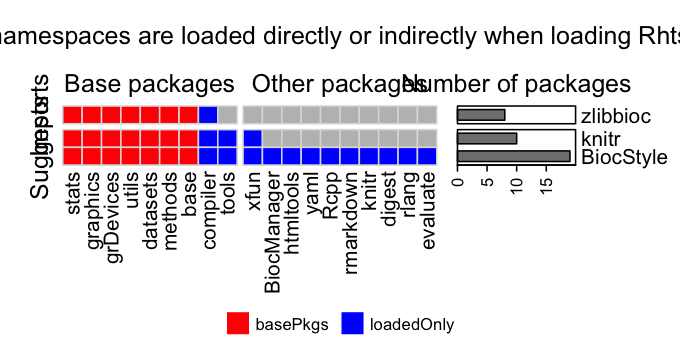 namespaces are loaded directly or indirectly when loading Rhts
Base packages Other packages Number of packages
Imports
Suggests
zlibbioc
knitr
BiocStyle
0 5 10 15
stats
graphics
grDevices
utils
datasets
methods
base
compiler
tools
xfun
BiocManager
htmltools
yaml
Rcpp
rmarkdown
knitr
digest
rlang
evaluate
basePkgs loadedOnly